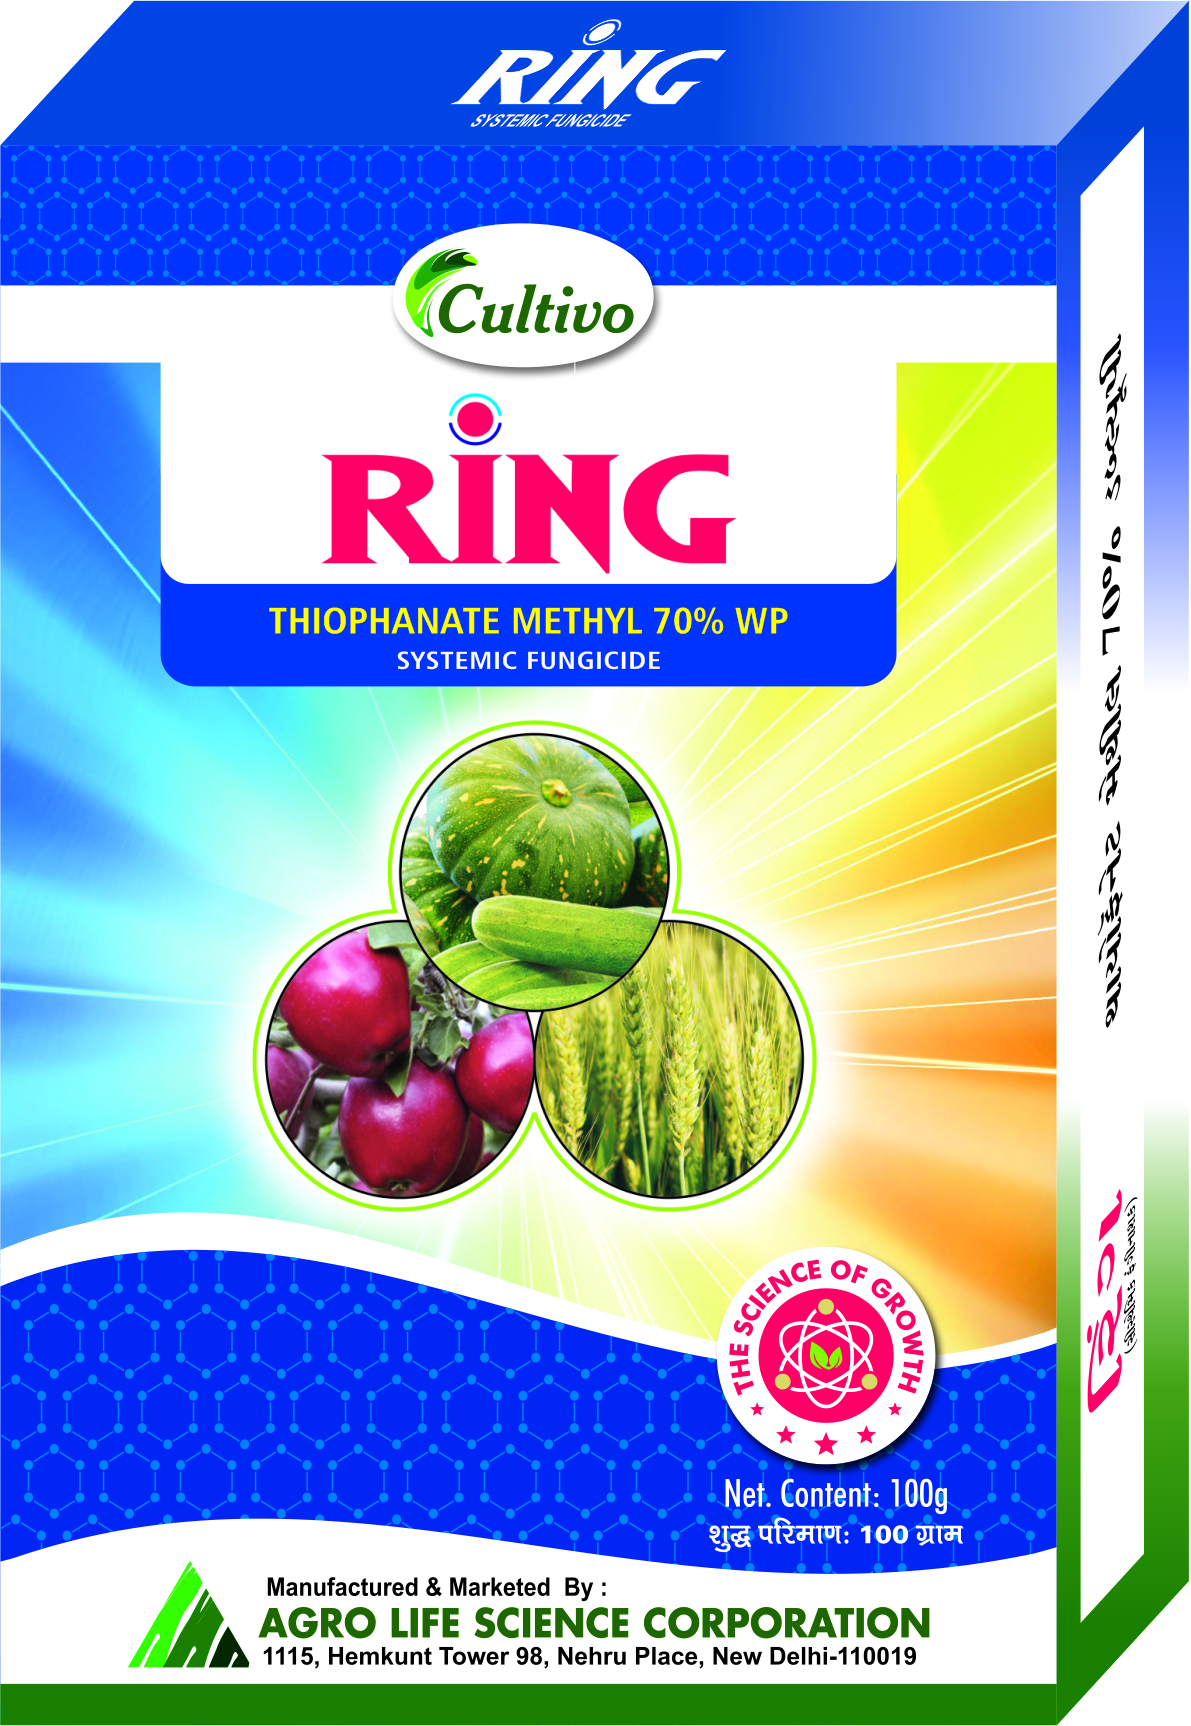 RING
SYSTEMIC FUNGICIDE
Cultivo
RING
THIOPHANATE METHYL 70% WP
SYSTEMIC FUNGICIDE
THE SCIENCE OF GROWTH
Net. Content: 100g
शुद्ध परिमाण: 100 ग्राम
Manufactured & Marketed By :
AGRO LIFE SCIENCE CORPORATION
1115, Hemkunt Tower 98, Nehru Place, New Delhi-110019